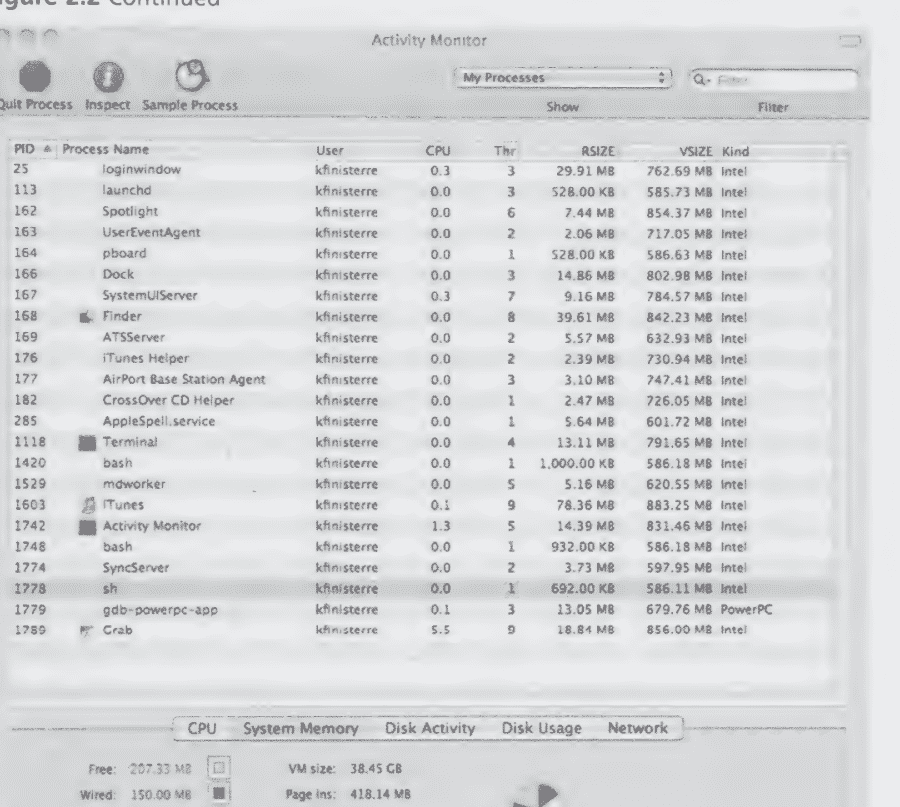 Figure 2.2 Continued
Activity Monitor
My Processes
Filter
Quit Process Inspect Sample Process Show Filter
PID Process Name User CPU Thr RSIZE VSIZE Kind
25 loginwindow kfinisterre 0.3 3 29.91 MB 762.69 MB Intel
113 launchd kfinisterre 0.0 3 528.00 KB 585.73 MB Intel
162 Spotlight kfinisterre 0.0 6 7.44 MB 854.37 MB Intel
163 UserEventAgent kfinisterre 0.0 2 2.06 MB 717.05 MB Intel
164 pboard kfinisterre 0.0 1 528.00 KB 586.63 MB Intel
166 Dock kfinisterre 0.0 3 14.86 MB 802.98 MB Intel
167 SystemUIServer kfinisterre 0.3 7 9.16 MB 784.57 MB Intel
168 Finder kfinisterre 0.0 8 39.61 MB 842.23 MB Intel
169 ATSServer kfinisterre 0.0 2 5.57 MB 632.93 MB Intel
176 iTunes Helper kfinisterre 0.0 2 2.39 MB 730.94 MB Intel
177 AirPort Base Station Agent kfinisterre 0.0 3 3.10 MB 747.41 MB Intel
182 CrossOver CD Helper kfinisterre 0.0 1 2.47 MB 726.05 MB Intel
285 AppleSpell.service kfinisterre 0.0 1 5.64 MB 601.72 MB Intel
1118 Terminal kfinisterre 0.0 4 13.11 MB 791.65 MB Intel
1420 bash kfinisterre 0.0 1 1,000.00 KB 586.18 MB Intel
1529 mdworker kfinisterre 0.0 5 5.16 MB 620.55 MB Intel
1603 iTunes kfinisterre 0.1 9 78.36 MB 883.25 MB Intel
1742 Activity Monitor kfinisterre 1.3 5 14.39 MB 831.46 MB Intel
1748 bash kfinisterre 0.0 1 932.00 KB 586.18 MB Intel
1774 SyncServer kfinisterre 0.0 2 3.73 MB 597.95 MB Intel
1778 sh kfinisterre 0.0 1 692.00 KB 586.11 MB Intel
1779 gdb-powerpc-app kfinisterre 0.1 3 13.05 MB 679.76 MB PowerPC
1789 Grab kfinisterre 5.5 9 18.84 MB 856.00 MB Intel
CPU System Memory Disk Activity Disk Usage Network
Free: 207.33 MB VM size: 38.45 GB
Wired: 150.00 MB Page ins: 418.14 MB